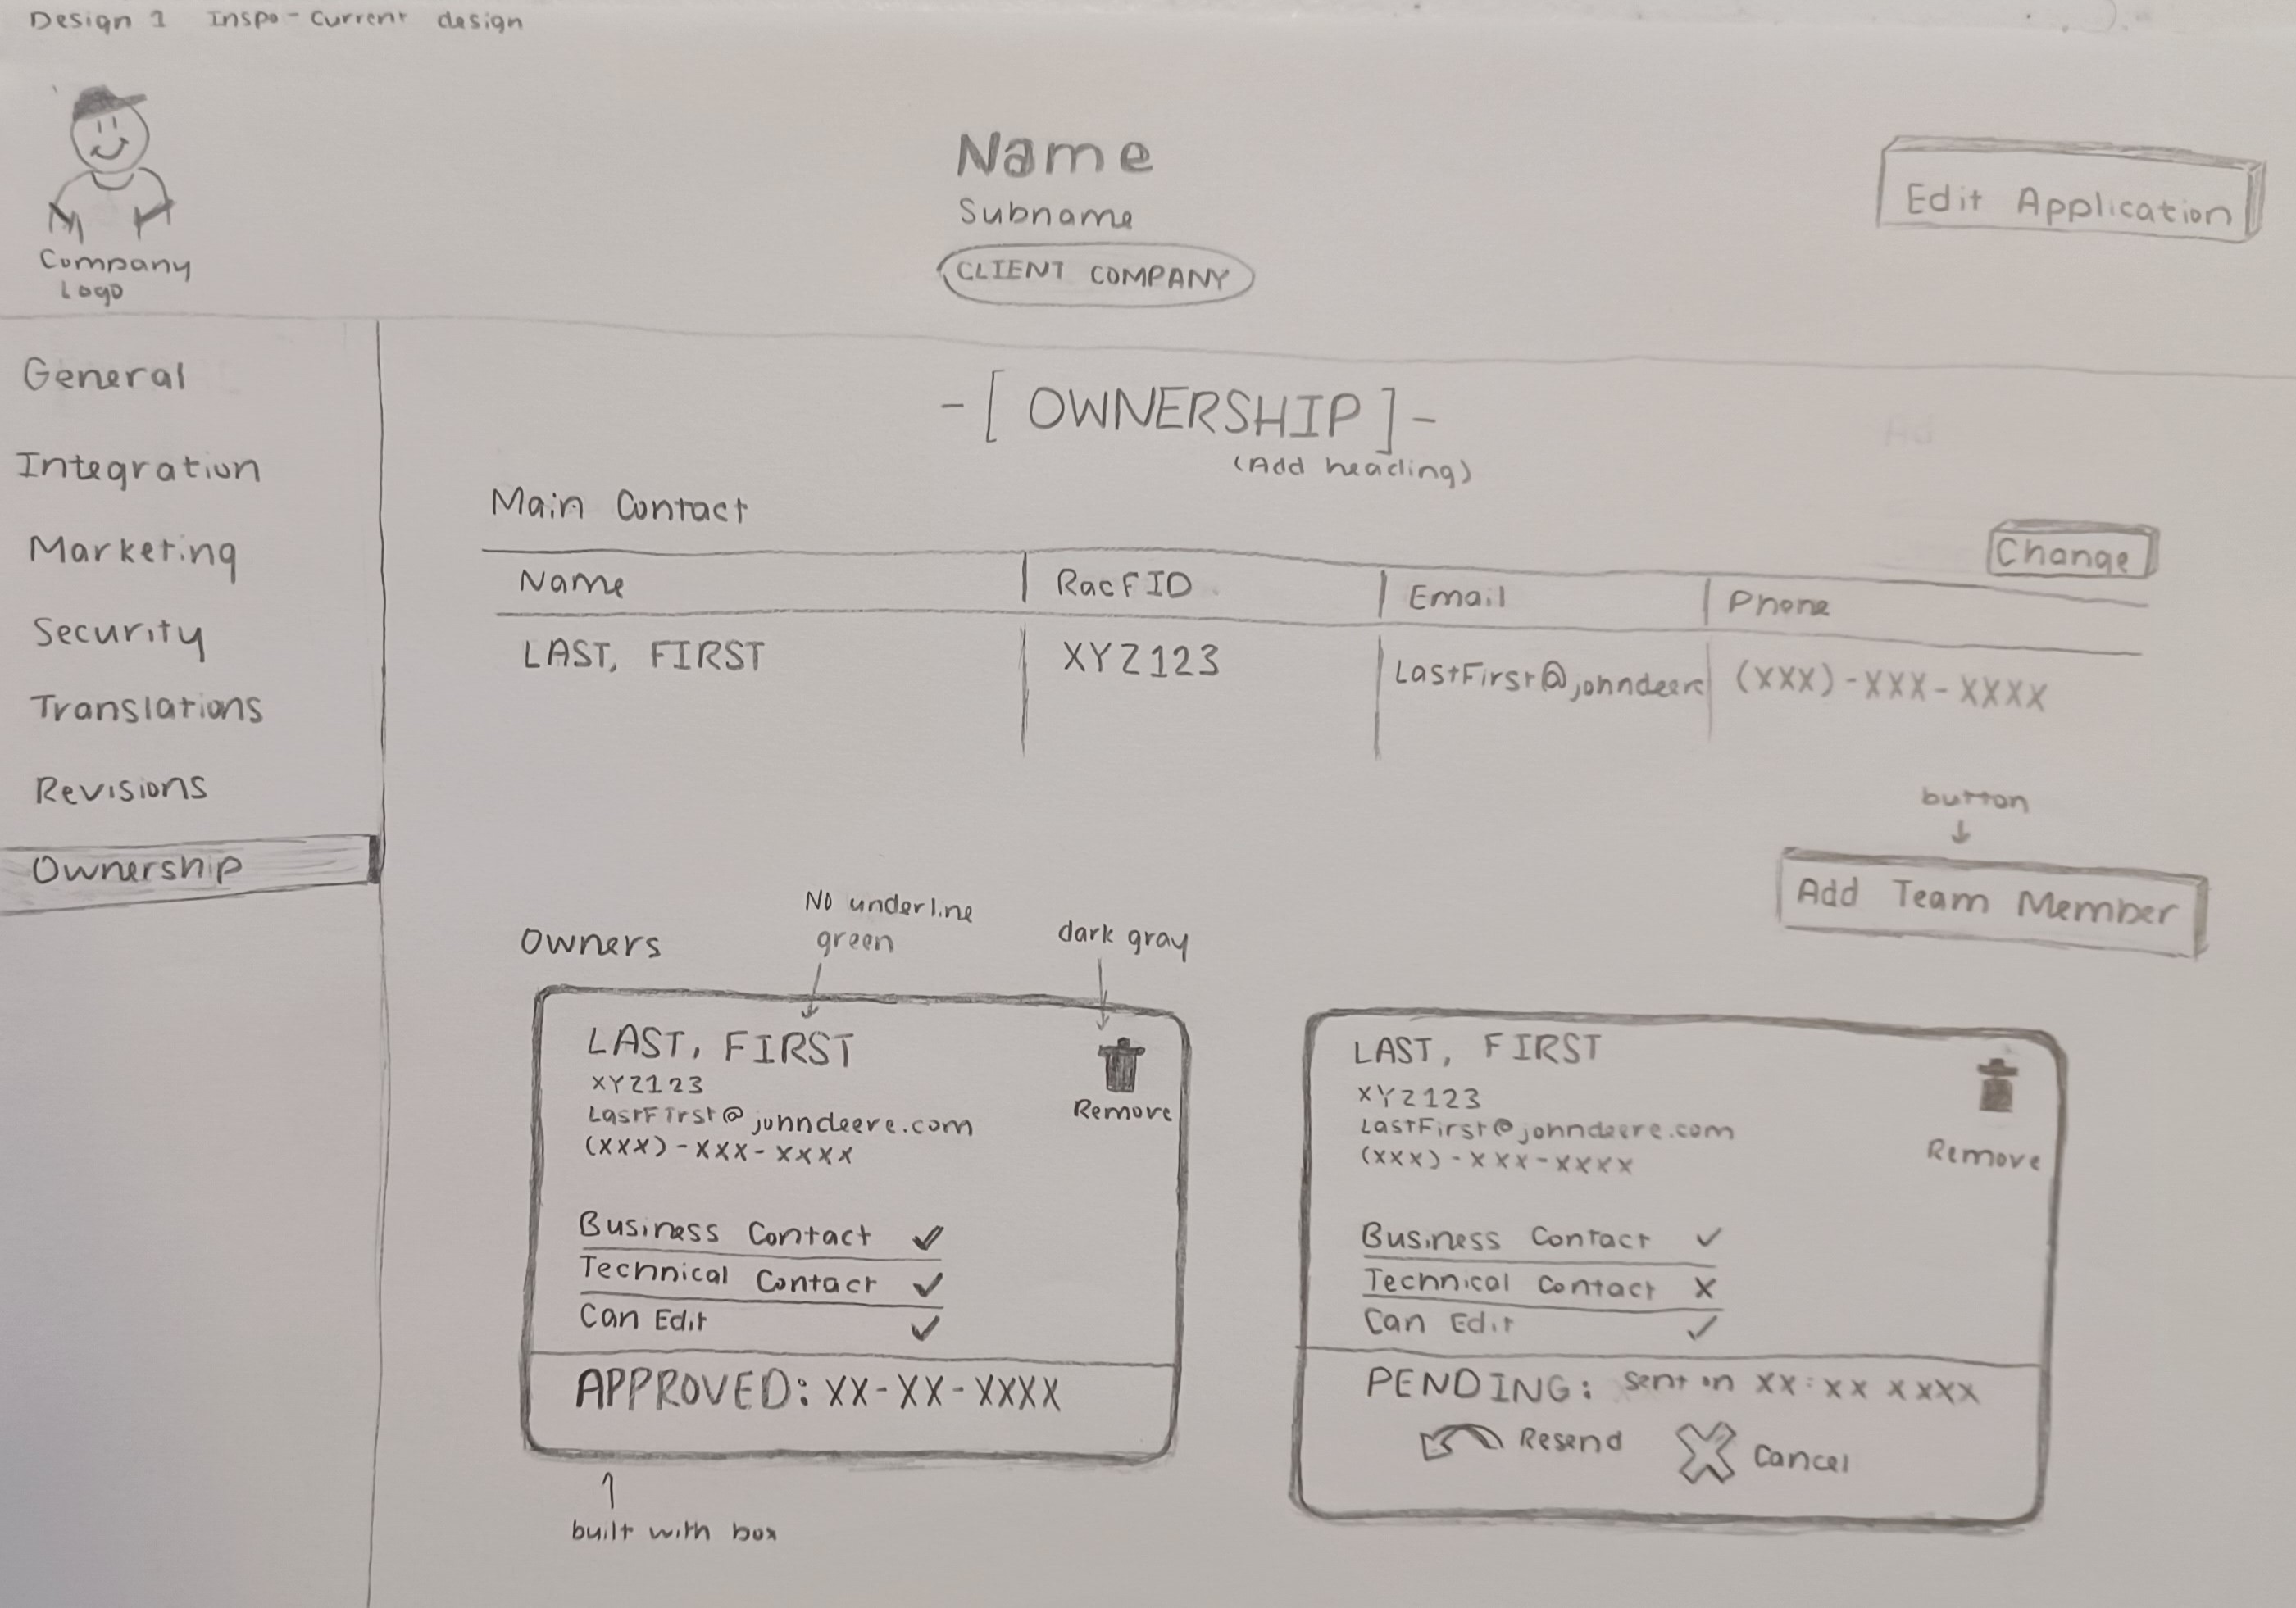 Design 1 Inspo - Current design
Company
Logo
Name
Subname
CLIENT COMPANY
Edit Application
General
Integration
Marketing
Security
Translations
Revisions
Ownership
-[ OWNERSHIP ]-
(Add heading)
Main Contact
Change
Name
RacFID
Email
Phone
LAST, FIRST
XYZ123
LastFirst@johndeere
(XXX)-XXX-XXXX
button
Add Team Member
Owners
No underline
green
dark gray
LAST, FIRST
XYZ123
LastFirst@johndeere.com
(XXX)-XXX-XXXX
Remove
Business Contact ✓
Technical Contact ✓
Can Edit ✓
APPROVED: XX-XX-XXXX
built with box
LAST, FIRST
XYZ123
LastFirst@johndeere.com
(XXX)-XXX-XXXX
Remove
Business Contact ✓
Technical Contact X
Can Edit ✓
PENDING: sent on XX:XX XXXX
Resend
Cancel